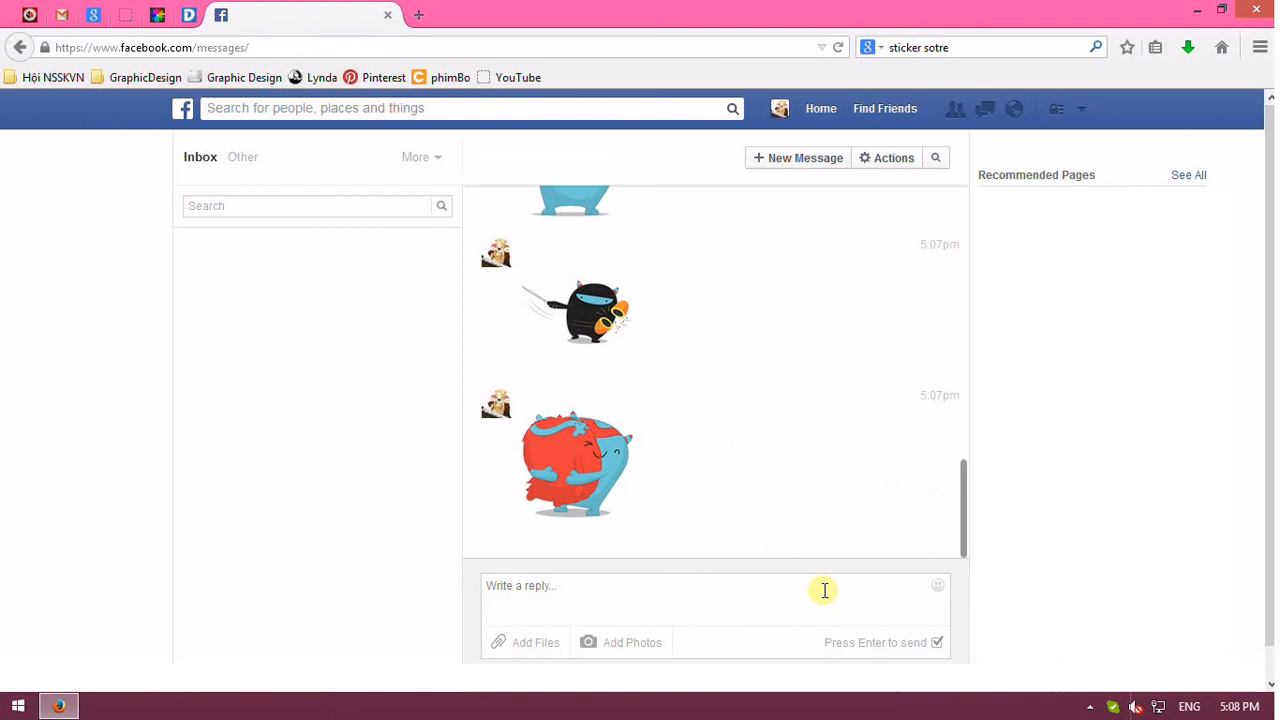 https://www.facebook.com/messages/
sticker sotre
Hội NSSKVN
GraphicDesign
Graphic Design
Lynda
Pinterest
phimBo
YouTube
Search for people, places and things
Home
Find Friends
Inbox
Other
More
New Message
Actions
Recommended Pages
See All
Search
5:07pm
5:07pm
Write a reply...
Add Files
Add Photos
Press Enter to send
ENG
5:08 PM